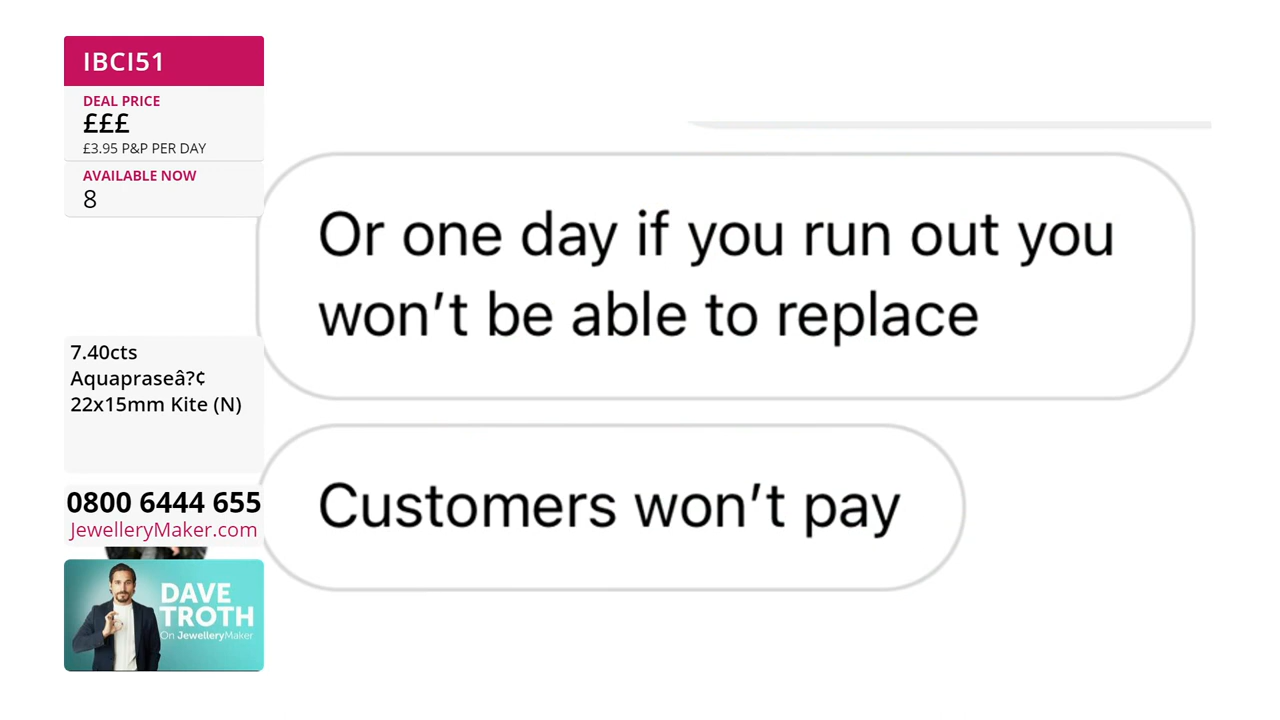 IBCI51
DEAL PRICE
£££
£3.95 P&P PER DAY
AVAILABLE NOW
8
7.40cts
Aquapraseâ?¢
22x15mm Kite (N)
0800 6444 655
JewelleryMaker.com
DAVE
TROTH
On JewelleryMaker
Or one day if you run out you
won’t be able to replace
Customers won’t pay